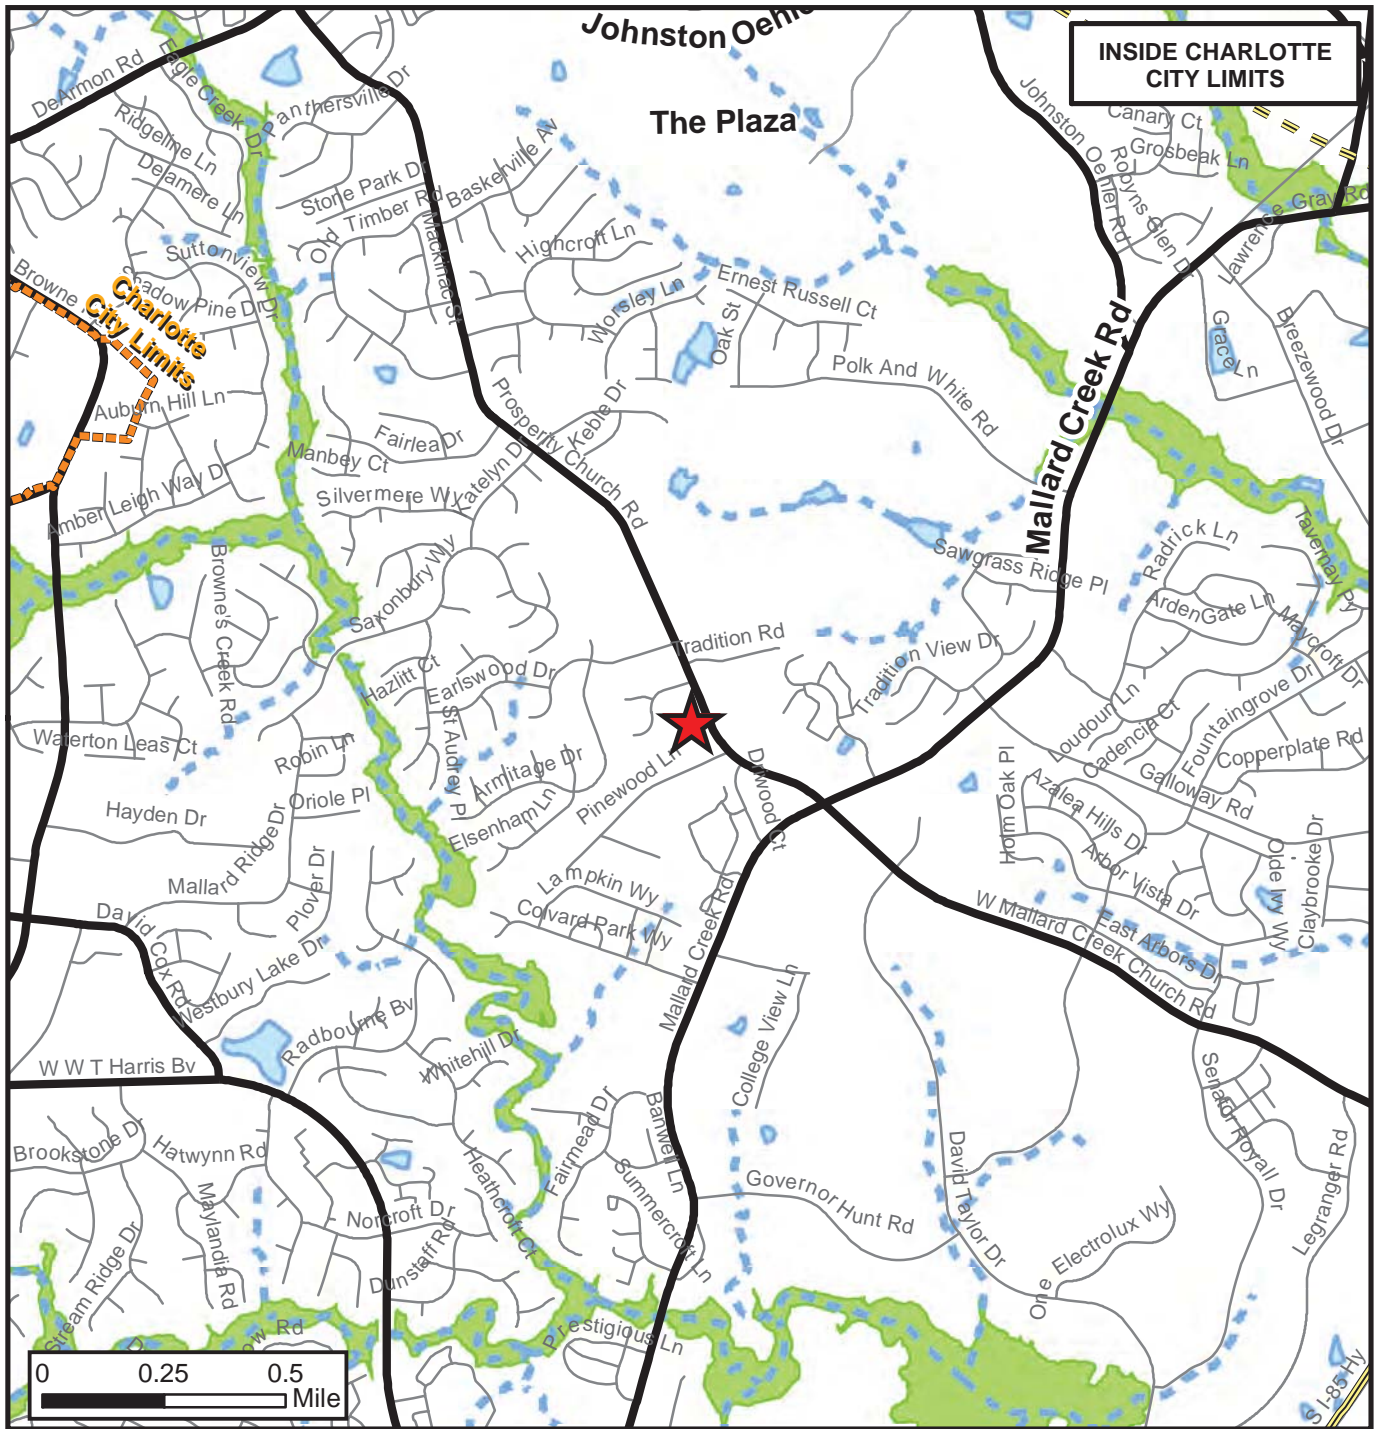 Johnston Oehle
INSIDE CHARLOTTE
CITY LIMITS
DeArmon Rd
Eagle Creek Dr
Panthersville Dr
Johnston Oehler Rd
The Plaza
Canary Ct
Grosbeak Ln
Robyns Glen D
Ridgeline Ln
Delamere Ln
Stone Park Dr
Baskerville Av
Old Timber Rd
Mackinac St
Highcroft Ln
Lawrence Gray Rd
Suttonview Dr
Browne
Meadow Pine Dr
Charlotte
City Limits
Worsley Ln
Ernest Russell Ct
Oak St
Grace Ln
Breezewood Dr
Mallard Creek Rd
Polk And White Rd
Auburn Hill Ln
Prosperity Church Rd
Keble Dr
Fairlea Dr
Manbey Ct
Katelyn D
Silvermere Wy
Amber Leigh Way D
Sawgrass Ridge Pl
Radrick Ln
Tavernay Py
Browne's Creek Rd
Saxonbury Wy
ArdenGate Ln
Maycroft Dr
Tradition Rd
Tradition View Dr
Hazlitt Ct
Earlswood Dr
E St Audrey Pl
Loudoun Ln
Cadencia Ct
Fountaingrove Dr
Waterton Leas Ct
Robin Ln
Armitage Dr
Pinewood Ln
Driwood Ct
Holm Oak Pl
Azalea Hills Dr
Galloway Rd
Copperplate Rd
Oriole Pl
Hayden Dr
Elsenham Ln
Mallard Ridge Dr
Arbor Vista Dr
Olde Ivy Wy
Claybrooke Dr
Plover Dr
Lampkin Wy
Colvard Park Wy
W Mallard Creek Church Rd
East Arbors D
David Cox Rd
Westbury Lake Dr
Mallard Creek Rd
College View Ln
Radbourne Bv
Whitehill Dr
W W T Harris Bv
Senator Royall Dr
Brookstone Dr
Hatwynn Rd
Fairmead Dr
Banwell Ln
Heathcroft Ct
Summercroft Ln
Governor Hunt Rd
David Taylor Dr
Legranger Rd
Maylandia Rd
Norcroft Dr
Dunstaff Rd
One Electrolux Wy
Stream Ridge Dr
D
ow Rd
Prestigious Ln
S I-85 Hy
0 0.25 0.5
Mile